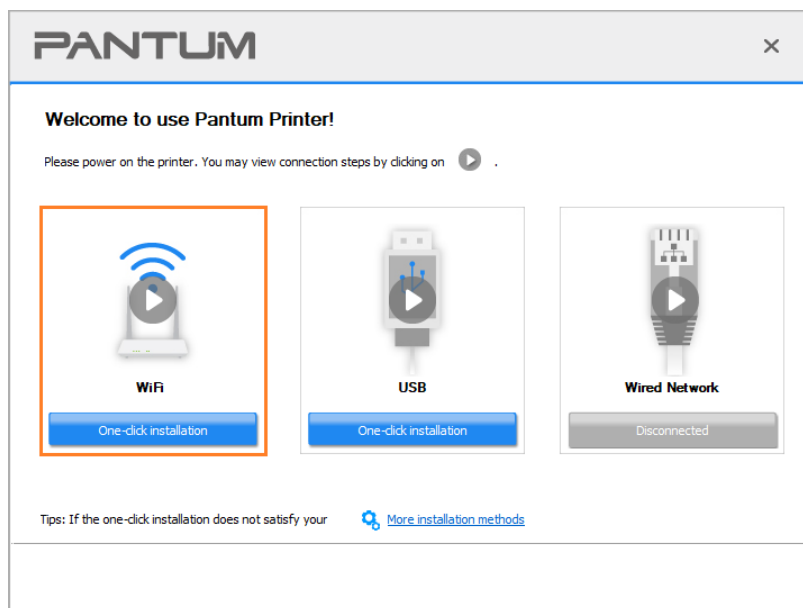 PANTUM
Welcome to use Pantum Printer!
Please power on the printer. You may view connection steps by clicking on .
WiFi
USB
Wired Network
One-click installation
One-click installation
Disconnected
Tips: If the one-click installation does not satisfy your More installation methods